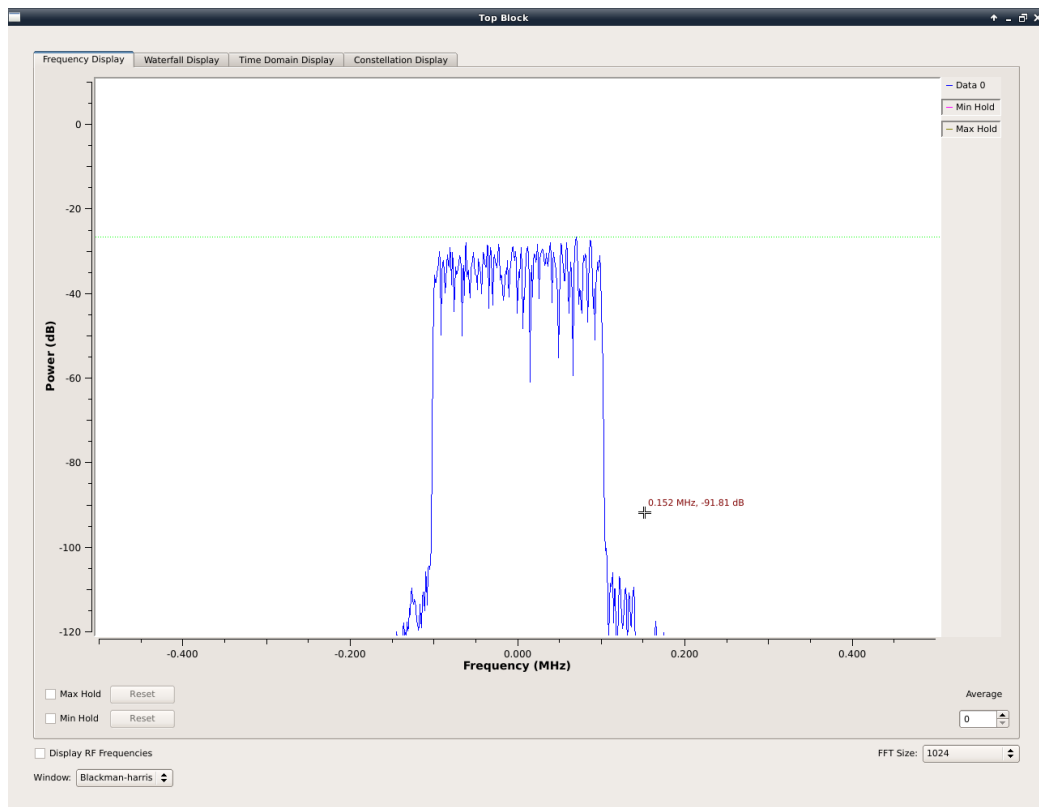 Top Block
Frequency Display
Waterfall Display
Time Domain Display
Constellation Display
Data 0
Min Hold
Max Hold
0
-20
-40
-60
-80
-100
-120
Power (dB)
0.152 MHz, -91.81 dB
-0.400
-0.200
0.000
0.200
0.400
Frequency (MHz)
Max Hold
Reset
Average
Min Hold
Reset
0
Display RF Frequencies
FFT Size:
1024
Window:
Blackman-harris